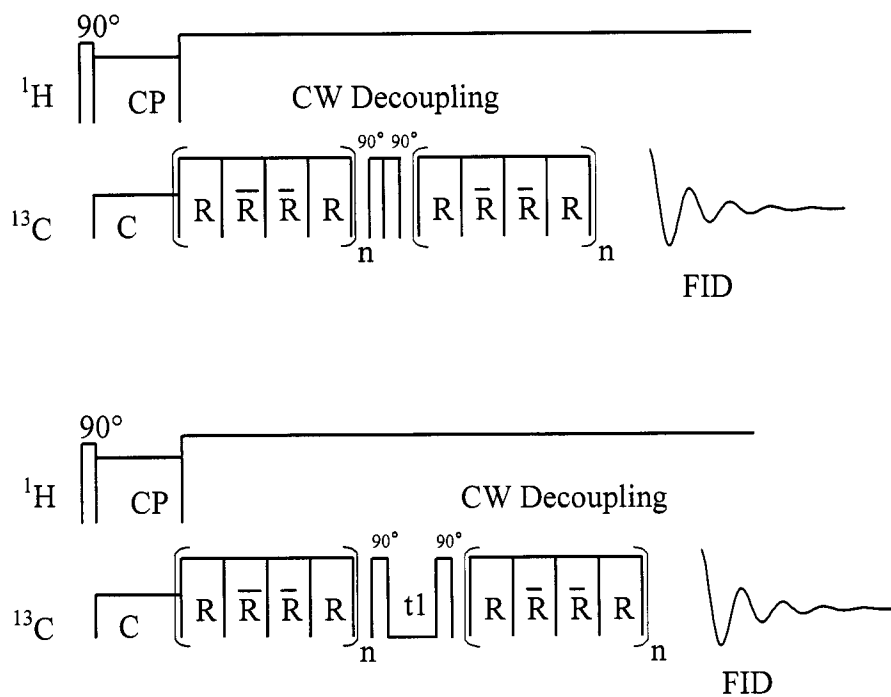 90°
¹H CP CW Decoupling
90° 90°
¹³C C R R̅ R̅ R n R R̅ R̅ R n
FID
90°
¹H CP CW Decoupling
90° 90°
¹³C C R R̅ R̅ R n t1 R R̅ R̅ R n
FID